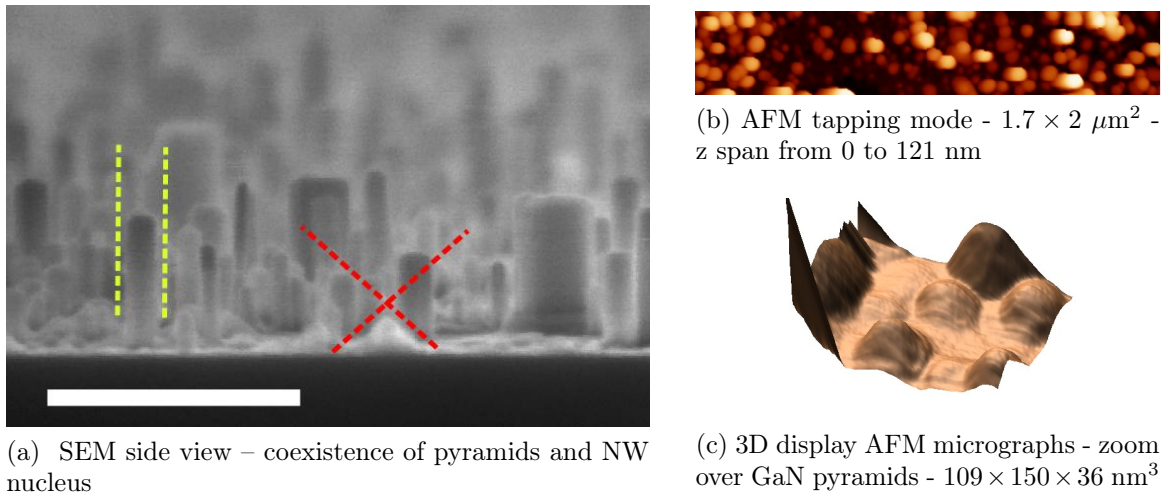 (a) SEM side view – coexistence of pyramids and NW
nucleus
(b) AFM tapping mode - 1.7 × 2 μm² -
z span from 0 to 121 nm
(c) 3D display AFM micrographs - zoom
over GaN pyramids - 109 × 150 × 36 nm³